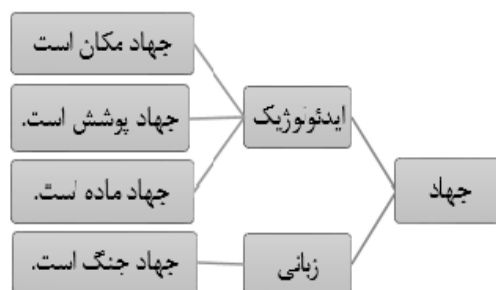 جهاد
ایدئولوژیک
جهاد مکان است
جهاد پوشش است.
جهاد ماده است.
زبانی
جهاد جنگ است.